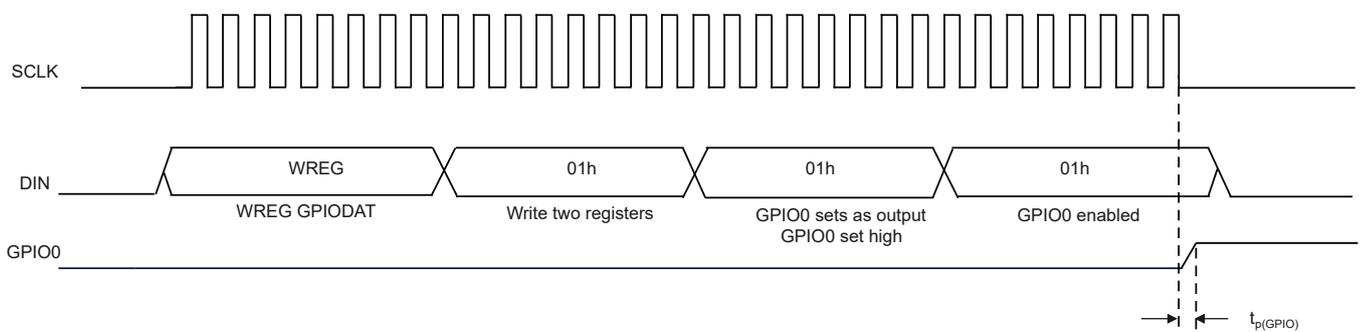 SCLK
DIN
WREG
01h
01h
01h
WREG GPIODAT
Write two registers
GPIO0 sets as output
GPIO0 set high
GPIO0 enabled
GPIO0
tp(GPIO)